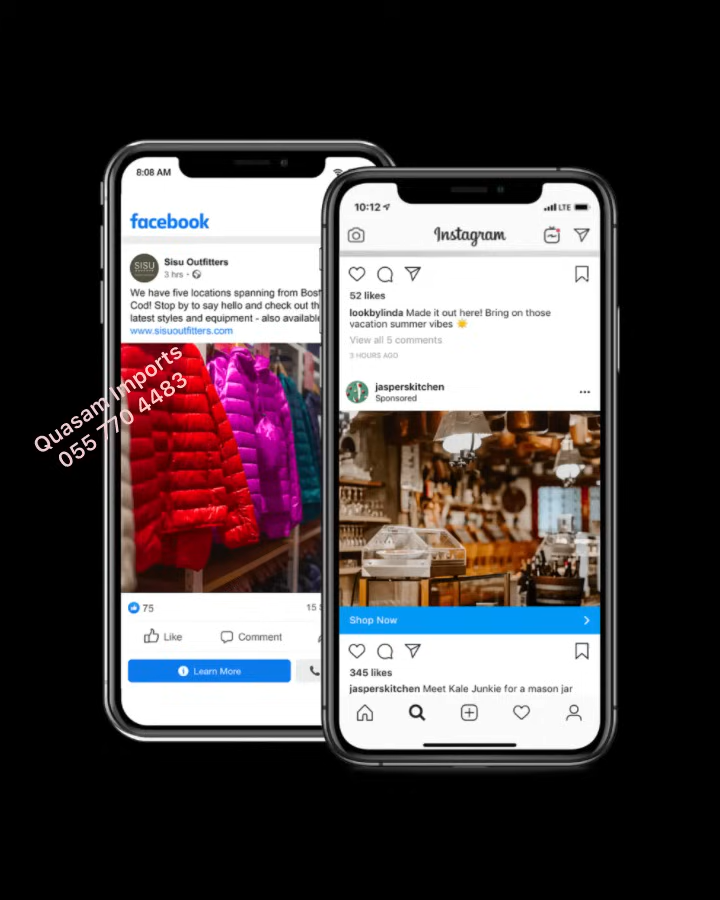 8:08 AM
facebook
SISU
Sisu Outfitters
3 hrs
We have five locations spanning from
Cod! Stop by to say hello and check out
latest styles and equipment - also available
www.sisuoutfitters.com
Quasam Imports
055 770 4483
75
15
Like
Comment
Learn More
10:12
LTE
Instagram
52 likes
lookbylinda Made it out here! Bring on those
vacation summer vibes ☀️
View all 5 comments
3 HOURS AGO
jasperskitchen
Sponsored
Shop Now
345 likes
jasperskitchen Meet Kale Junkie for a mason jar